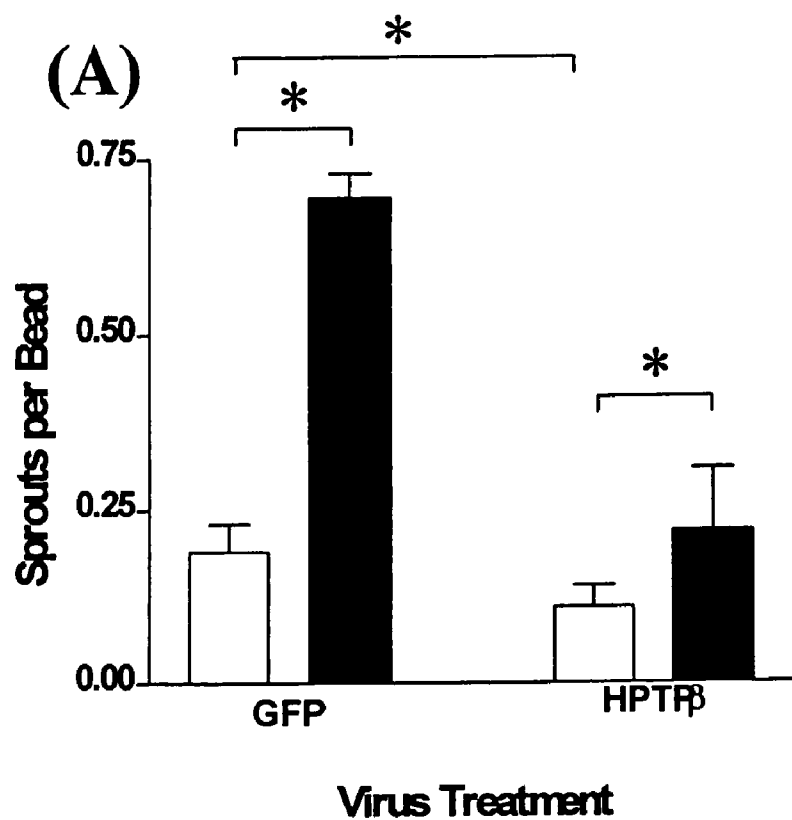 *
(A)
*
0.75
0.50
*
0.25
0.00
Sprouts per Bead
GFP
HPTPβ
Virus Treatment